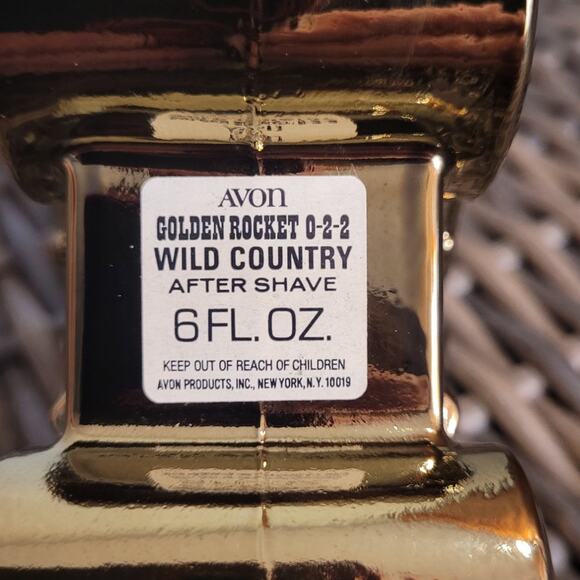 AVON
GOLDEN ROCKET 0-2-2
WILD COUNTRY
AFTER SHAVE
6 FL. OZ.
KEEP OUT OF REACH OF CHILDREN
AVON PRODUCTS, INC., NEW YORK, N.Y. 10019